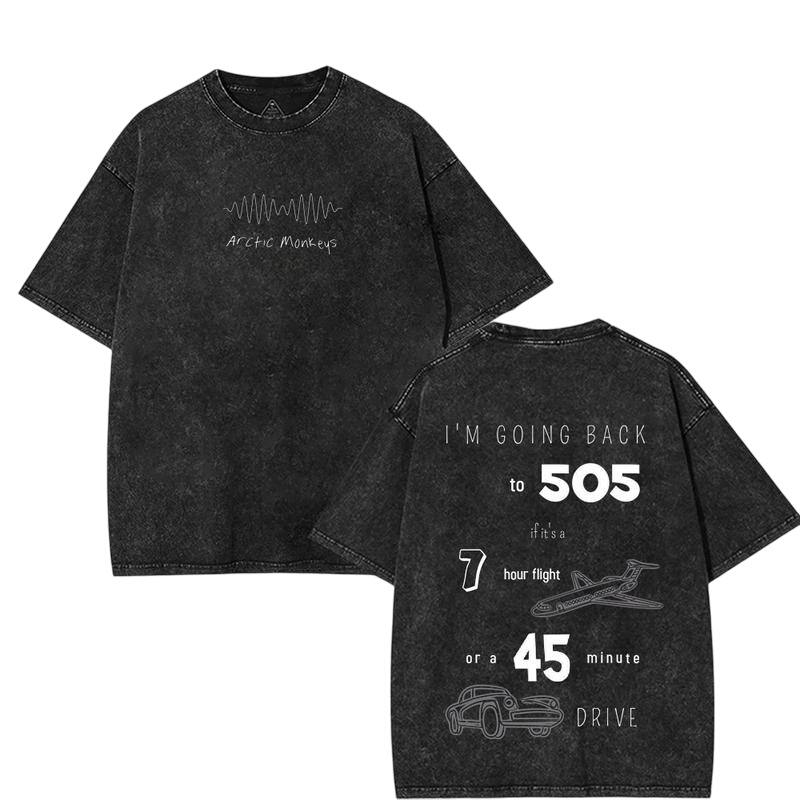 Arctic Monkeys
I'M GOING BACK
to 505
if it's a
7 hour flight
or a 45 minute
DRIVE